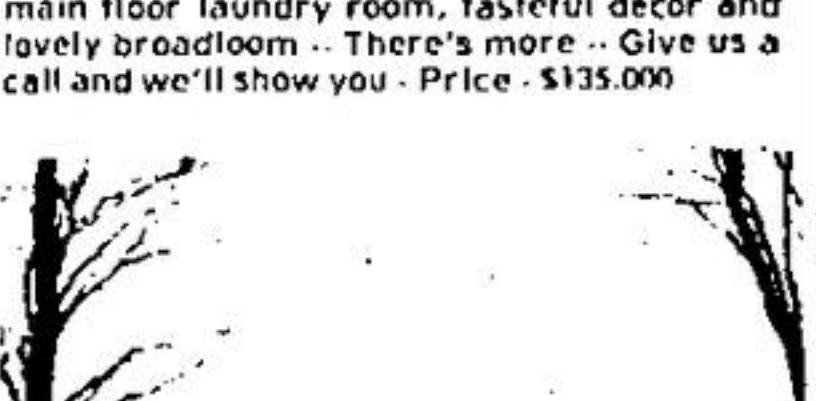 main floor laundry room, tasteful decor and
lovely broadloom -- There's more -- Give us a
call and we'll show you - Price - $135.000